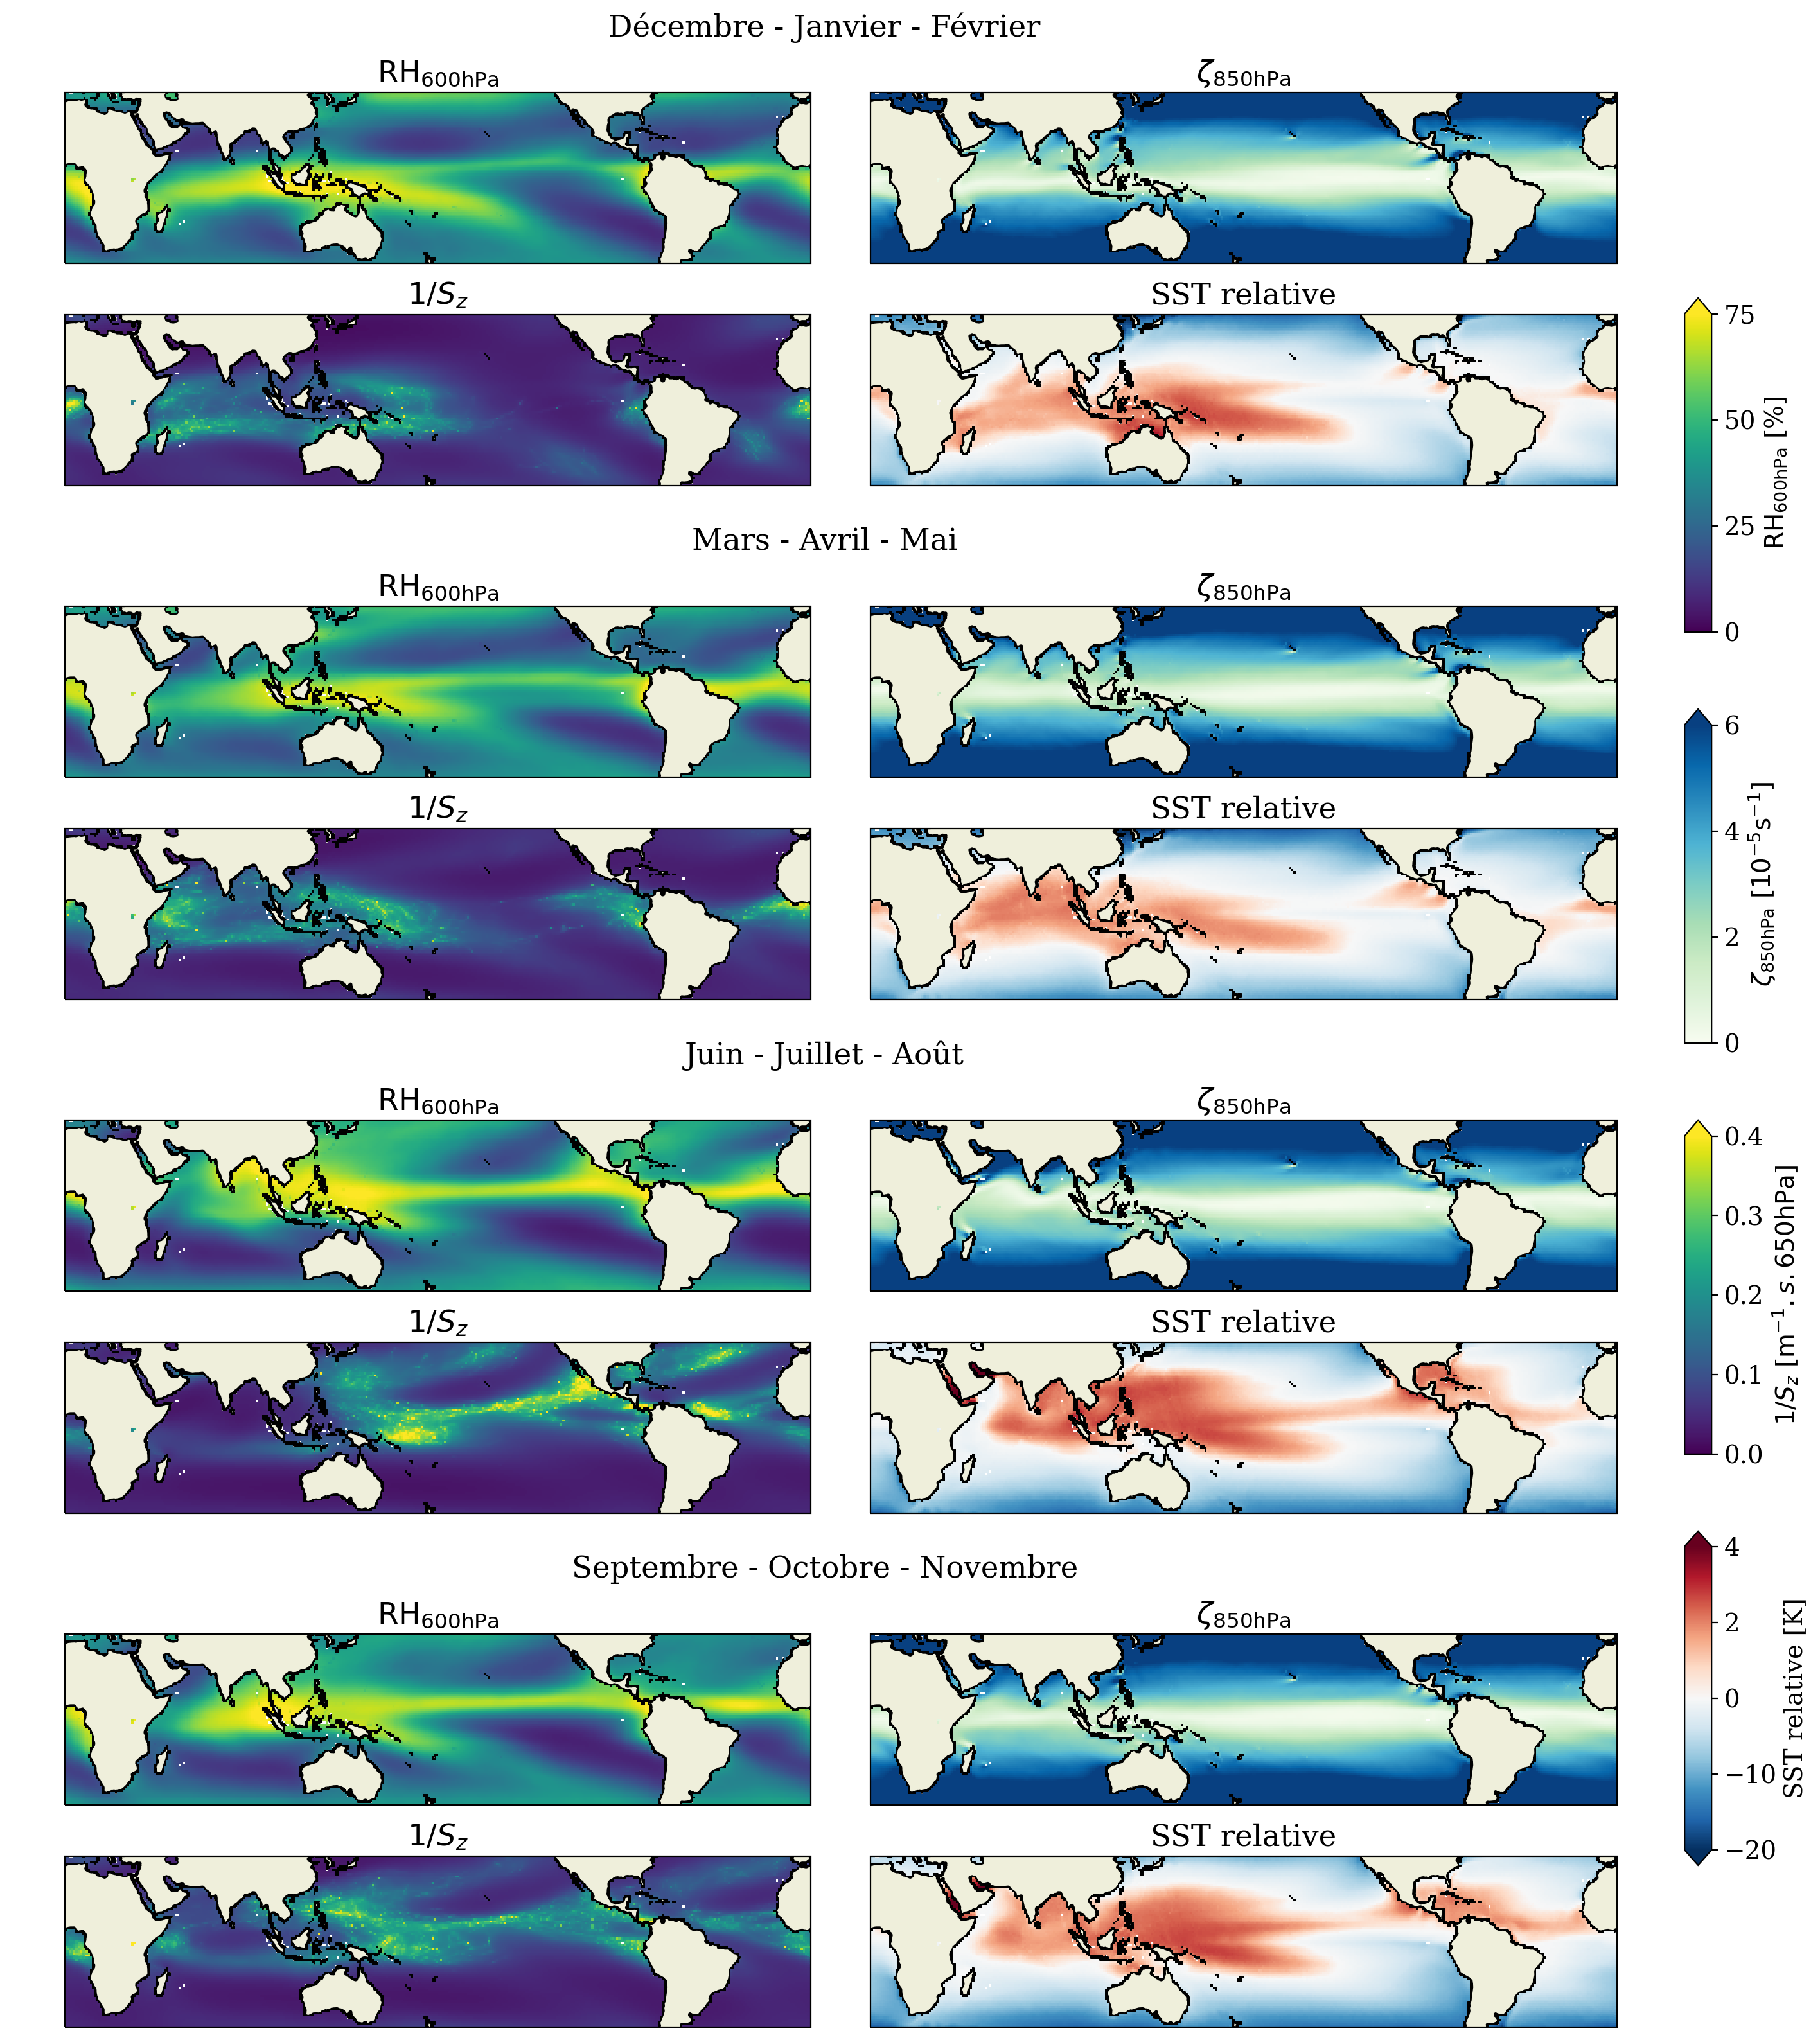 Décembre - Janvier - Février
RH600hPa
ζ850hPa
1/Sz
SST relative
Mars - Avril - Mai
RH600hPa
ζ850hPa
1/Sz
SST relative
Juin - Juillet - Août
RH600hPa
ζ850hPa
1/Sz
SST relative
Septembre - Octobre - Novembre
RH600hPa
ζ850hPa
1/Sz
SST relative
75
50
25
0
RH600hPa [%]
6
4
2
0
ζ850hPa [10−5s−1]
0.4
0.3
0.2
0.1
0.0
1/Sz [m−1.s.650hPa]
4
2
0
−10
−20
SST relative [K]